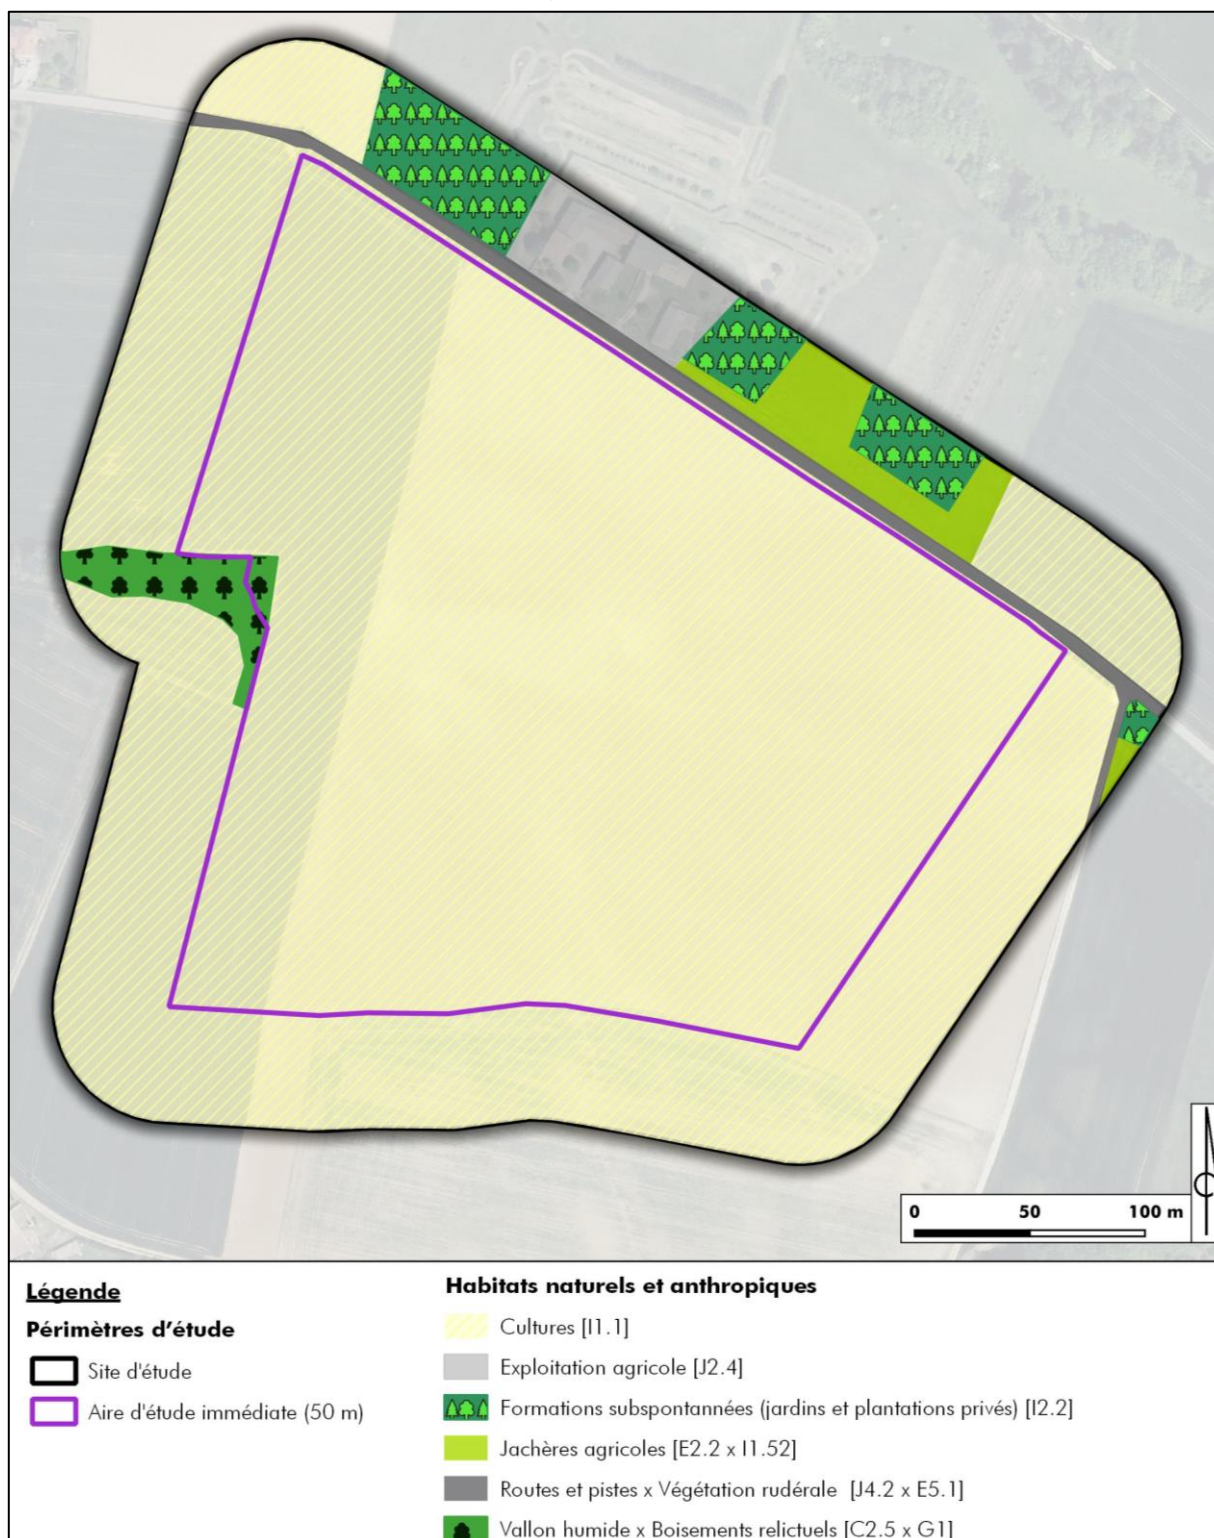 0 50 100 m
Légende
Périmètres d’étude
Site d'étude
Aire d'étude immédiate (50 m)
Habitats naturels et anthropiques
Cultures [I1.1]
Exploitation agricole [J2.4]
Formations subspontannées (jardins et plantations privés) [I2.2]
Jachères agricoles [E2.2 x I1.52]
Routes et pistes x Végétation rudérale [J4.2 x E5.1]
Vallon humide x Boisements relictuels [C2.5 x G1]